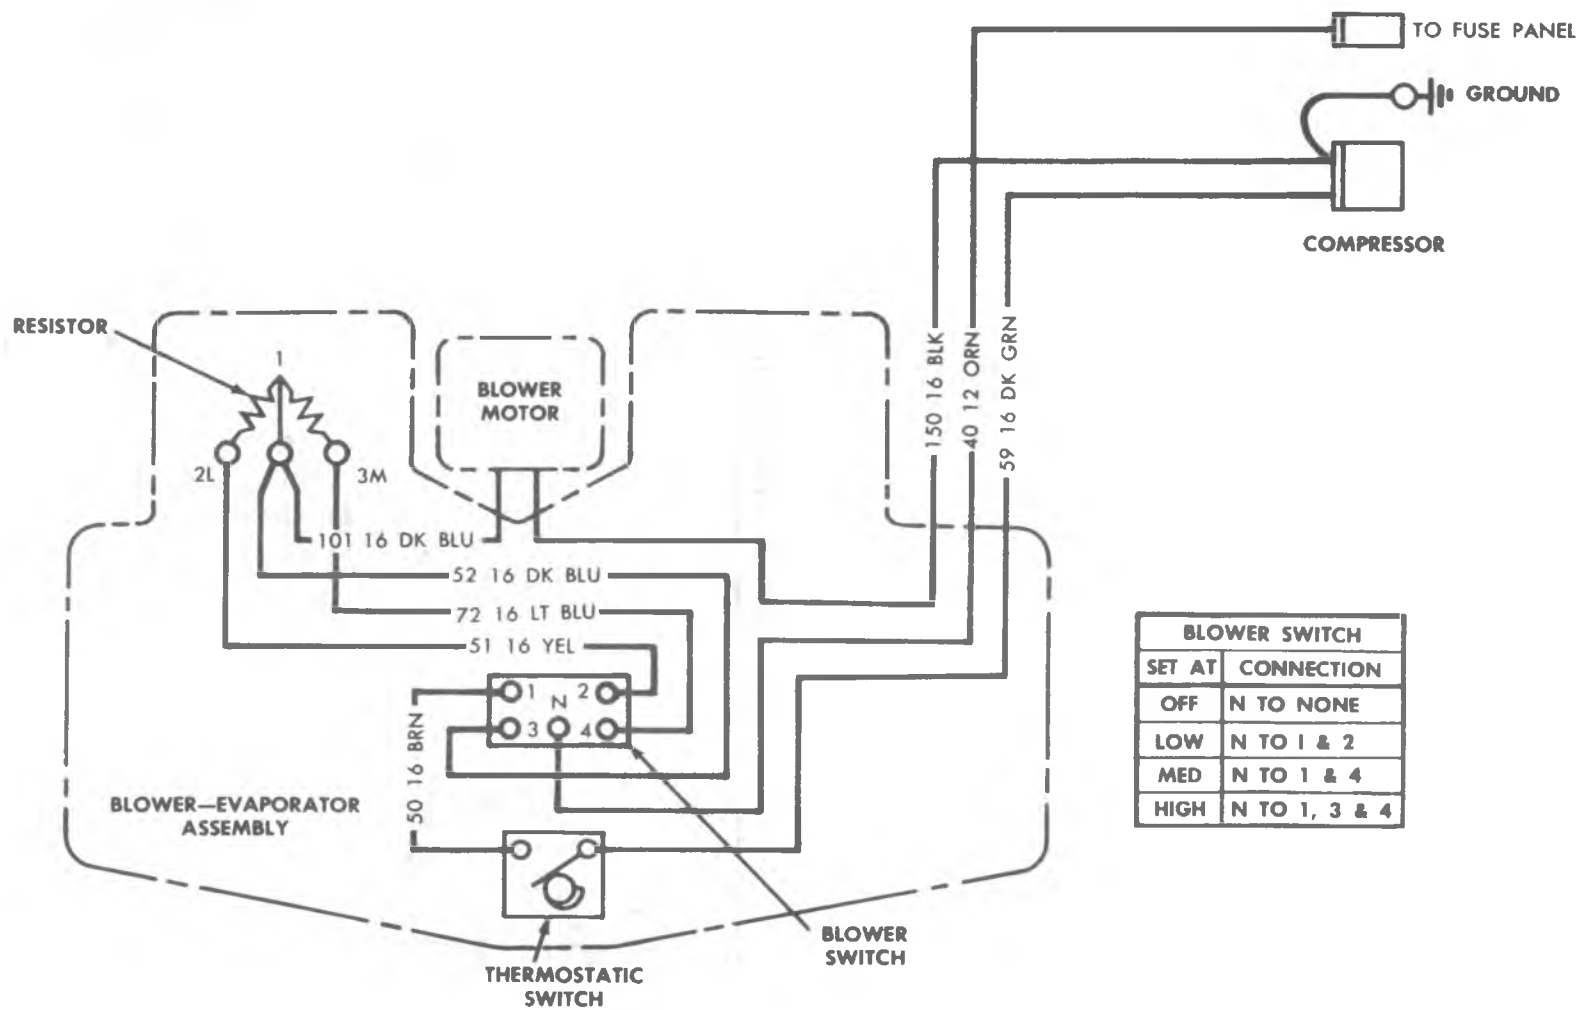 TO FUSE PANEL
GROUND
COMPRESSOR
RESISTOR
1
BLOWER
MOTOR
2L
3M
150 16 BLK
40 12 ORN
59 16 DK GRN
101 16 DK BLU
52 16 DK BLU
72 16 LT BLU
51 16 YEL
1 N 2
3 4
50 16 BRN
BLOWER—EVAPORATOR
ASSEMBLY
BLOWER
SWITCH
THERMOSTATIC
SWITCH
BLOWER SWITCH
SET AT CONNECTION
OFF N TO NONE
LOW N TO 1 & 2
MED N TO 1 & 4
HIGH N TO 1, 3 & 4